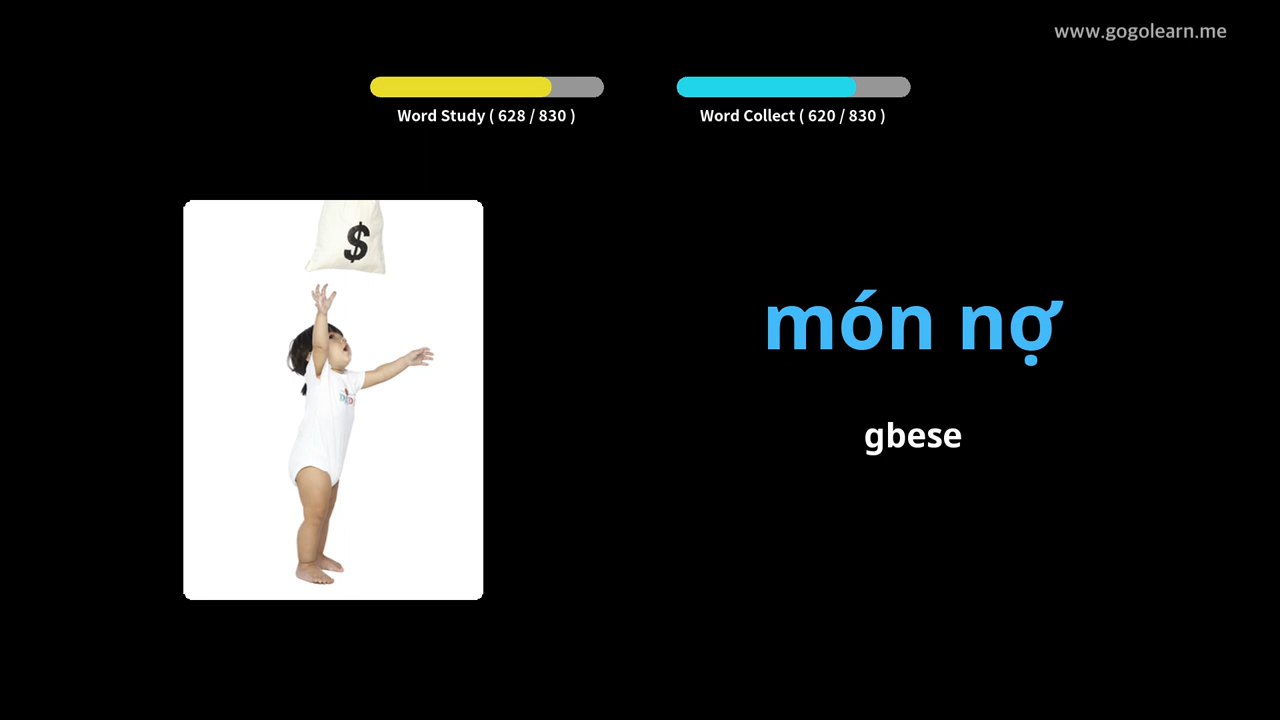 www.gogolearn.me
Word Study ( 628 / 830 )
Word Collect ( 620 / 830 )
$
món nợ
gbese